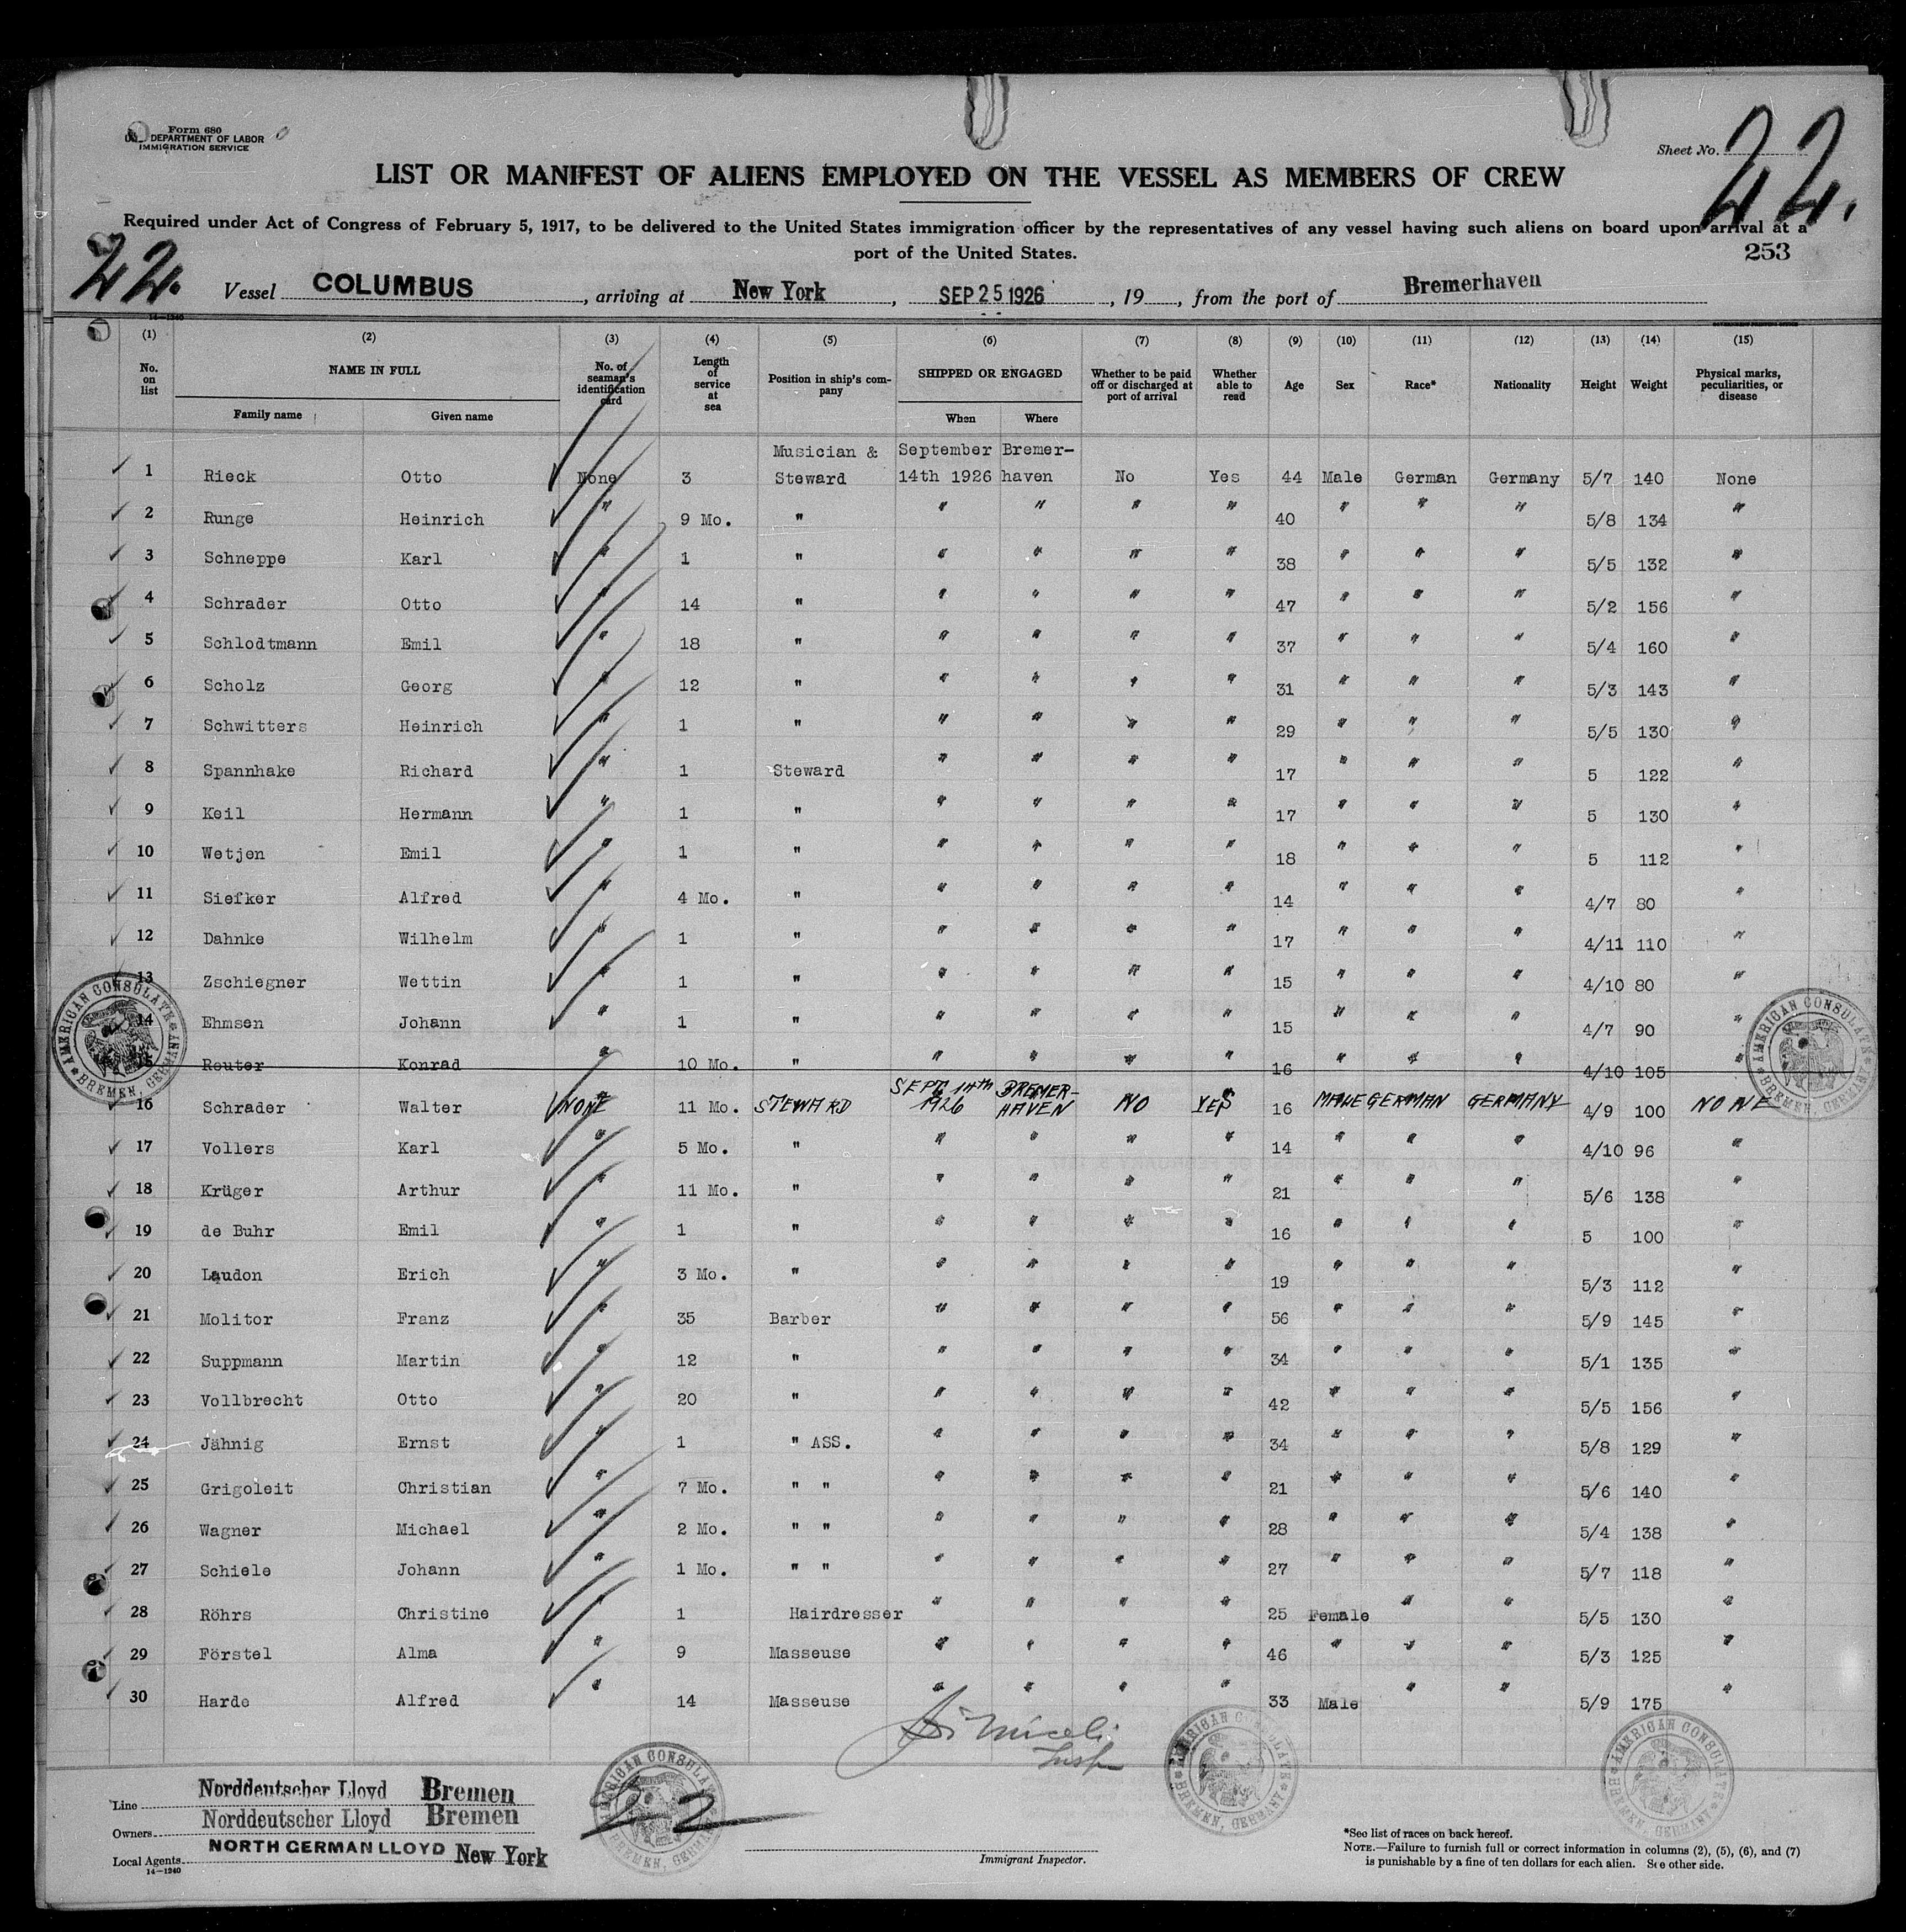 Form 680
U. S. DEPARTMENT OF LABOR
IMMIGRATION SERVICE
Sheet No. 22.
LIST OR MANIFEST OF ALIENS EMPLOYED ON THE VESSEL AS MEMBERS OF CREW
Required under Act of Congress of February 5, 1917, to be delivered to the United States immigration officer by the representatives of any vessel having such aliens on board upon arrival at a
port of the United States.
253
22. Vessel COLUMBUS, arriving at New York, SEP 25 1926, 19, from the port of Bremerhaven
14—1240
(1) (2) (3) (4) (5) (6) (7) (8) (9) (10) (11) (12) (13) (14) (15)
No. on list NAME IN FULL No. of seaman's identification card Length of service at sea Position in ship's company SHIPPED OR ENGAGED Whether to be paid off or discharged at port of arrival Whether able to read Age Sex Race* Nationality Height Weight Physical marks, peculiarities, or disease
Family name Given name When Where
Musician & September Bremer-
1 Rieck Otto None 3 Steward 14th 1926 haven No Yes 44 Male German Germany 5/7 140 None
2 Runge Heinrich " 9 Mo. " " " " " 40 " " " 5/8 134 "
3 Schneppe Karl " 1 " " " " " 38 " " " 5/5 132 "
4 Schrader Otto " 14 " " " " " 47 " " " 5/2 156 "
5 Schlodtmann Emil " 18 " " " " " 37 " " " 5/4 160 "
6 Scholz Georg " 12 " " " " " 31 " " " 5/3 143 "
7 Schwitters Heinrich " 1 " " " " " 29 " " " 5/5 130 "
8 Spannhake Richard " 1 Steward " " " " 17 " " " 5 122 "
9 Keil Hermann " 1 " " " " " 17 " " " 5 130 "
10 Wetjen Emil " 1 " " " " " 18 " " " 5 112 "
11 Siefker Alfred " 4 Mo. " " " " " 14 " " " 4/7 80 "
12 Dahnke Wilhelm " 1 " " " " " 17 " " " 4/11 110 "
13 Zschiegner Wettin " 1 " " " " " 15 " " " 4/10 80 "
14 Ehmsen Johann " 1 " " " " " 15 " " " 4/7 90 "
15 Reuter Konrad " 10 Mo. " " " " " 16 " " " 4/10 105 "
SEPT 14th BREMER-
16 Schrader Walter NONE 11 Mo. STEWARD 1926 HAVEN NO YES 16 MALE GERMAN GERMANY 4/9 100 NONE
17 Vollers Karl " 5 Mo. " " " " " 14 " " " 4/10 96 "
18 Krüger Arthur " 11 Mo. " " " " " 21 " " " 5/6 138 "
19 de Buhr Emil " 1 " " " " " 16 " " " 5 100 "
20 Laudon Erich " 3 Mo. " " " " " 19 " " " 5/3 112 "
21 Molitor Franz " 35 Barber " " " " 56 " " " 5/9 145 "
22 Suppmann Martin " 12 " " " " " 34 " " " 5/1 135 "
23 Vollbrecht Otto " 20 " " " " " 42 " " " 5/5 156 "
24 Jähnig Ernst " 1 " ASS. " " " " 34 " " " 5/8 129 "
25 Grigoleit Christian " 7 Mo. " " " " " " 21 " " " 5/6 140 "
26 Wagner Michael " 2 Mo. " " " " " " 28 " " " 5/4 138 "
27 Schiele Johann " 1 Mo. " " " " " " 27 " " " 5/7 118 "
28 Röhrs Christine " 1 Hairdresser " " " " 25 Female " " 5/5 130 "
29 Förstel Alma " 9 Masseuse " " " " 46 " " " 5/3 125 "
30 Harde Alfred " 14 Masseuse " " " " 33 Male " " 5/9 175 "
AMERICAN CONSULATE BREMEN, GERMANY
AMERICAN CONSULATE BREMEN, GERMANY
AMERICAN CONSULATE BREMEN, GERMANY
AMERICAN CONSULATE BREMEN, GERMANY
AMERICAN CONSULATE BREMEN, GERMANY
Insp
22
Line Norddeutscher Lloyd Bremen
Owners Norddeutscher Lloyd Bremen
Local Agents NORTH GERMAN LLOYD New York
14—1240
Immigrant Inspector.
*See list of races on back hereof.
NOTE.—Failure to furnish full or correct information in columns (2), (5), (6), and (7)
is punishable by a fine of ten dollars for each alien. See other side.